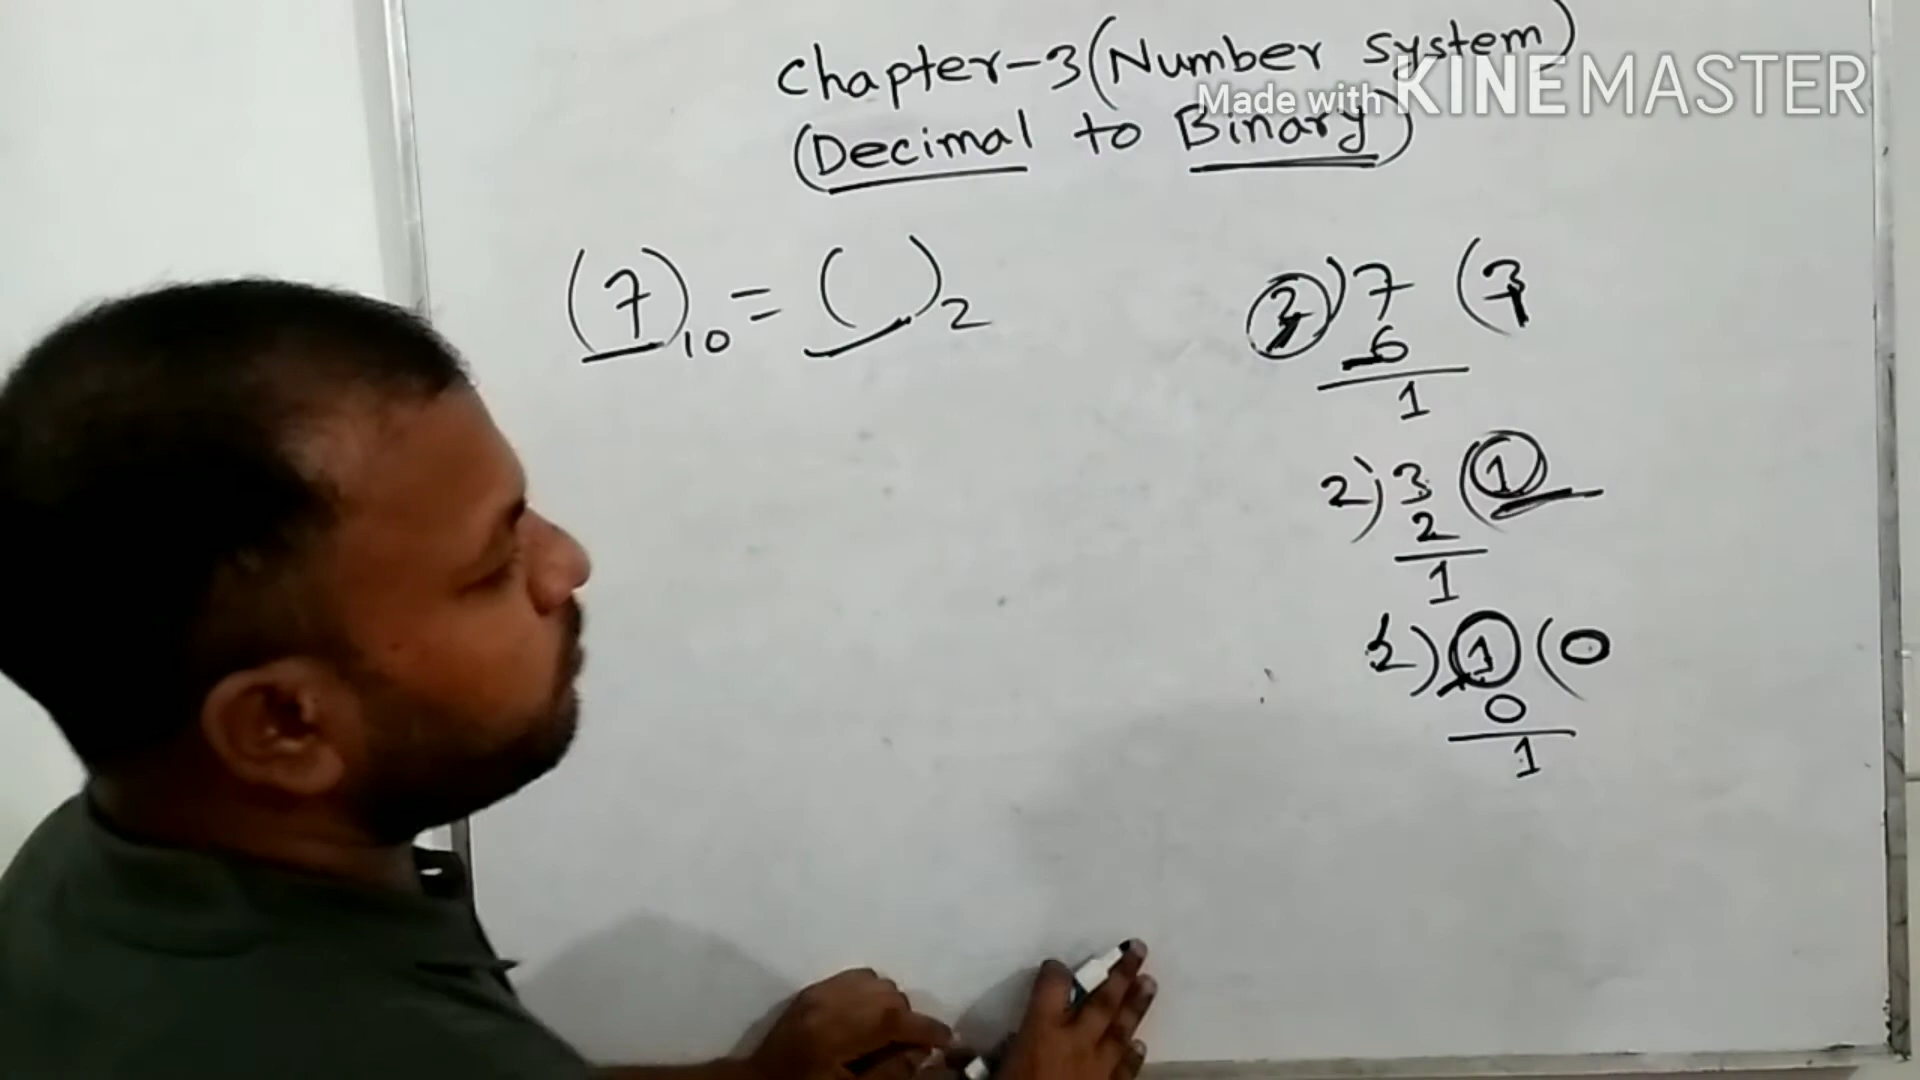 Chapter-3(Number System)
Made with KINEMASTER
(Decimal to Binary)
(7)10 = ( )2
2)7(3
6
1
2)3(1
2
1
2)1(0
0
1